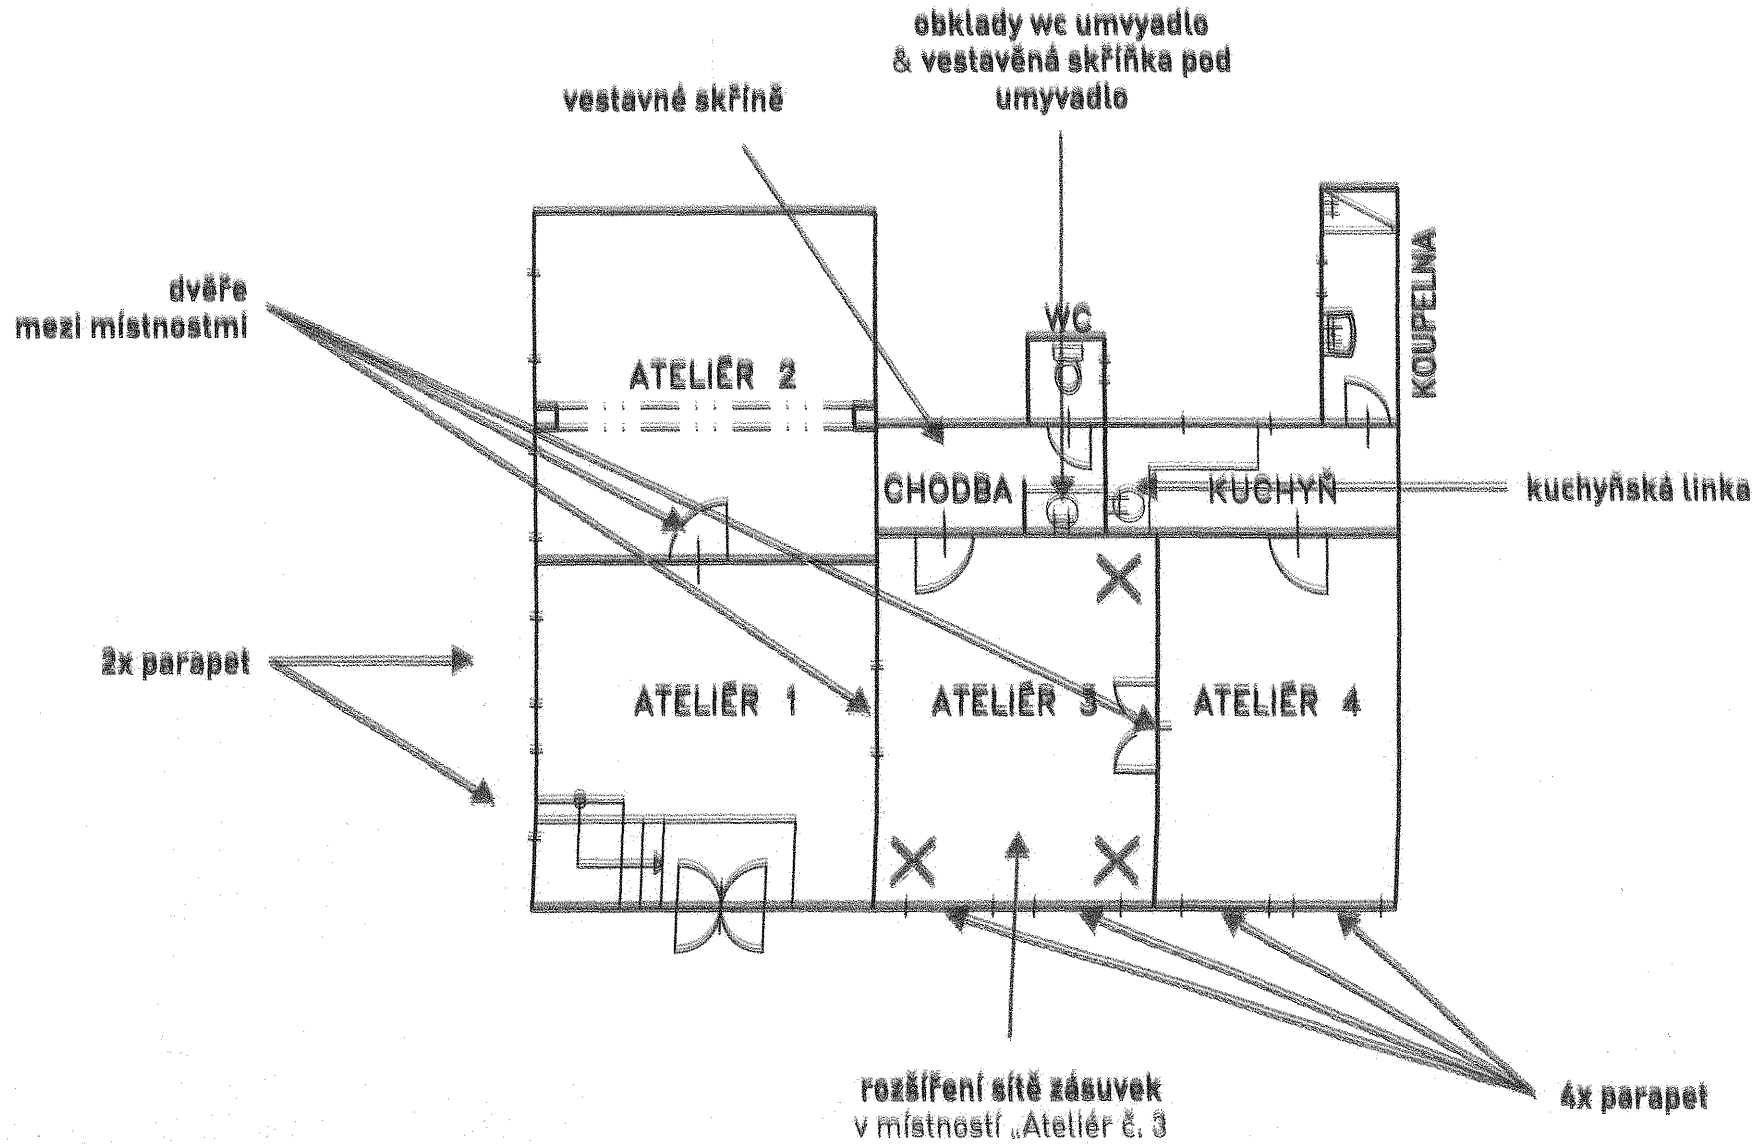 obklady wc umvyadlo
& vestavěná skříňka pod
umyvadlo
vestavné skříně
dvěře
mezi místnostmi
WC
KOUPELNA
ATELIÉR 2
CHODBA
KUCHYŇ
kuchyňská linka
2x parapet
ATELIÉR 1
ATELIÉR 3
ATELIÉR 4
rozšíření sítě zásuvek
v místností „Ateliér č. 3
4x parapet